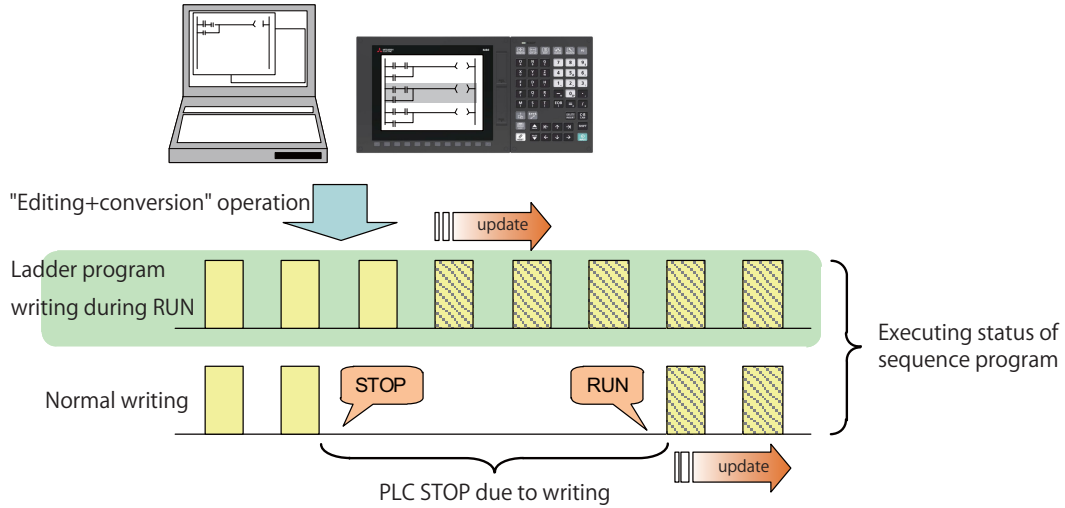 "Editing+conversion" operation
update
Ladder program
writing during RUN
Executing status of
sequence program
STOP
RUN
Normal writing
update
PLC STOP due to writing